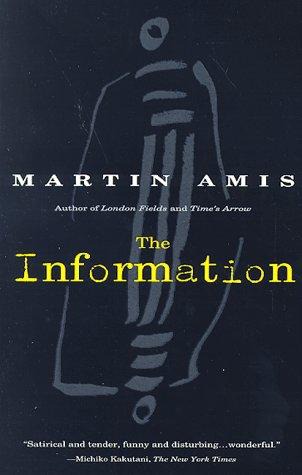 MARTIN AMIS
Author of London Fields and Time's Arrow
The
Information
"Satirical and tender, funny and disturbing...wonderful."
—Michiko Kakutani, The New York Times